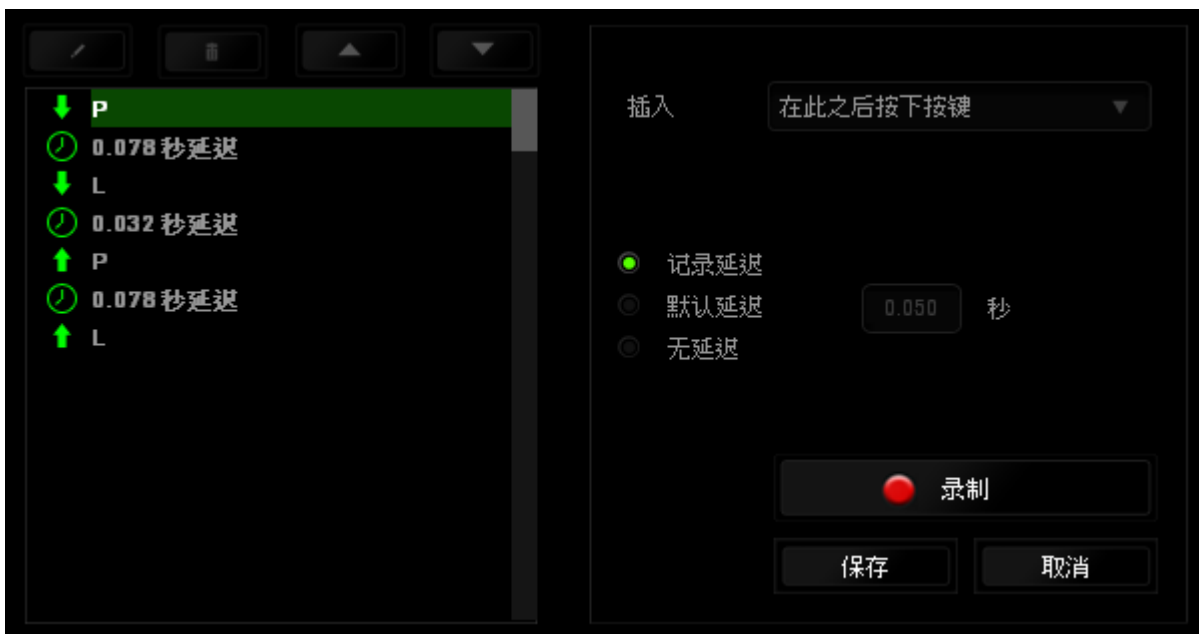 P
0.078 秒延迟
L
0.032 秒延迟
P
0.078 秒延迟
L
插入
在此之后按下按键
记录延迟
默认延迟
0.050 秒
无延迟
录制
保存
取消